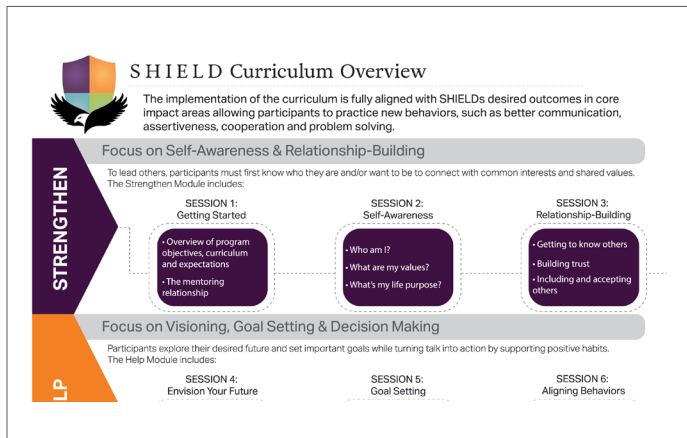 SHIELD Curriculum Overview
The implementation of the curriculum is fully aligned with SHIELDs desired outcomes in core
impact areas allowing participants to practice new behaviors, such as better communication,
assertiveness, cooperation and problem solving.
STRENGTHEN
Focus on Self-Awareness & Relationship-Building
To lead others, participants must first know who they are and/or want to be to connect with common interests and shared values.
The Strengthen Module includes:
SESSION 1:
Getting Started
• Overview of program
objectives, curriculum
and expectations
• The mentoring
relationship
SESSION 2:
Self-Awareness
• Who am I?
• What are my values?
• What's my life purpose?
SESSION 3:
Relationship-Building
• Getting to know others
• Building trust
• Including and accepting
others
LP
Focus on Visioning, Goal Setting & Decision Making
Participants explore their desired future and set important goals while turning talk into action by supporting positive habits.
The Help Module includes:
SESSION 4:
Envision Your Future
SESSION 5:
Goal Setting
SESSION 6:
Aligning Behaviors